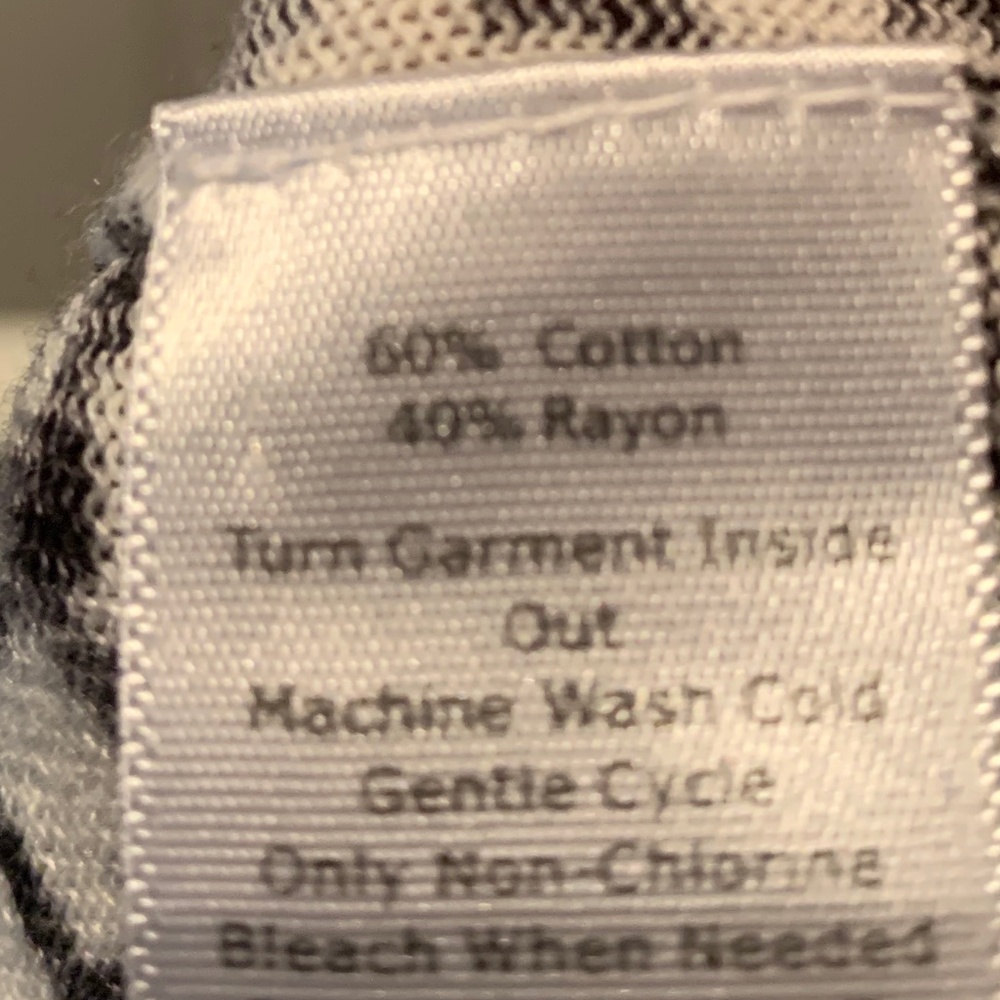 60% Cotton
40% Rayon
Turn Garment Inside
Out
Machine Wash Cold
Gentle Cycle
Only Non-Chlorine
Bleach When Needed